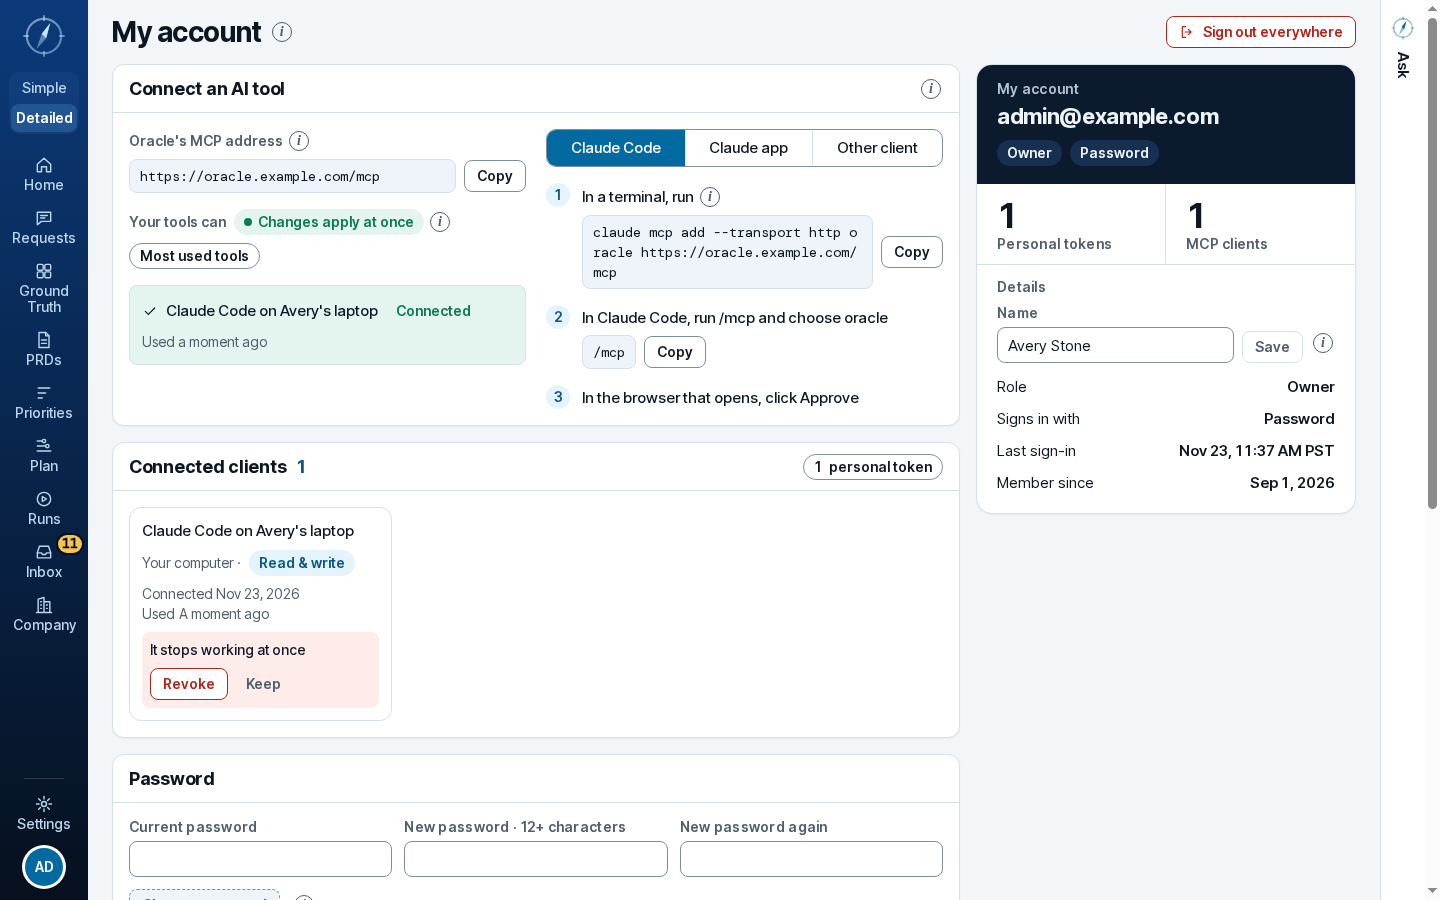 Simple
Detailed
Home
Requests
Ground
Truth
PRDs
Priorities
Plan
Runs
11
Inbox
Company
Settings
AD
My account
Sign out everywhere
Connect an AI tool
Oracle's MCP address
https://oracle.example.com/mcp
Copy
Your tools can
Changes apply at once
Most used tools
Claude Code on Avery's laptop
Connected
Used a moment ago
Claude Code
Claude app
Other client
1
In a terminal, run
claude mcp add --transport http o
racle https://oracle.example.com/
mcp
Copy
2
In Claude Code, run /mcp and choose oracle
/mcp
Copy
3
In the browser that opens, click Approve
Connected clients 1
1 personal token
Claude Code on Avery's laptop
Your computer ·
Read & write
Connected Nov 23, 2026
Used A moment ago
It stops working at once
Revoke
Keep
Password
Current password
New password · 12+ characters
New password again
My account
admin@example.com
Owner
Password
1
Personal tokens
1
MCP clients
Details
Name
Avery Stone
Save
Role
Owner
Signs in with
Password
Last sign-in
Nov 23, 11:37 AM PST
Member since
Sep 1, 2026
Ask